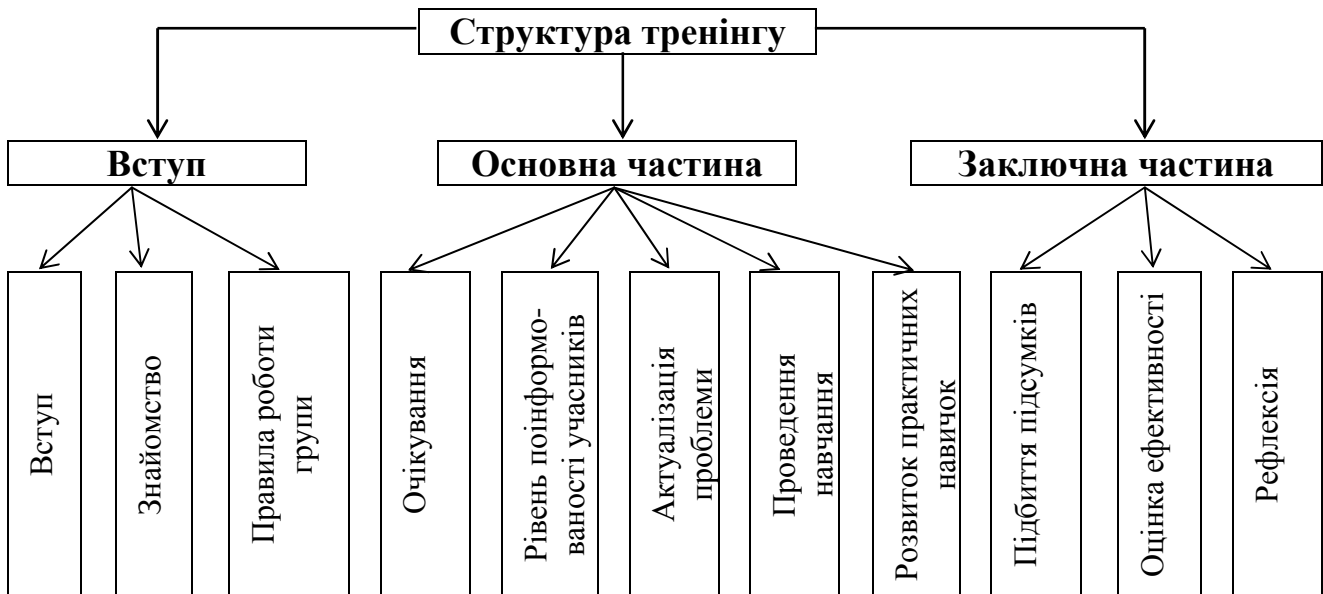 Структура тренінгу
Вступ
Основна частина
Заключна частина
Вступ
Знайомство
Правила роботи
групи
Очікування
Рівень поінформо-
ваності учасників
Актуалізація
проблеми
Проведення
навчання
Розвиток практичних
навичок
Підбиття підсумків
Оцінка ефективності
Рефлексія